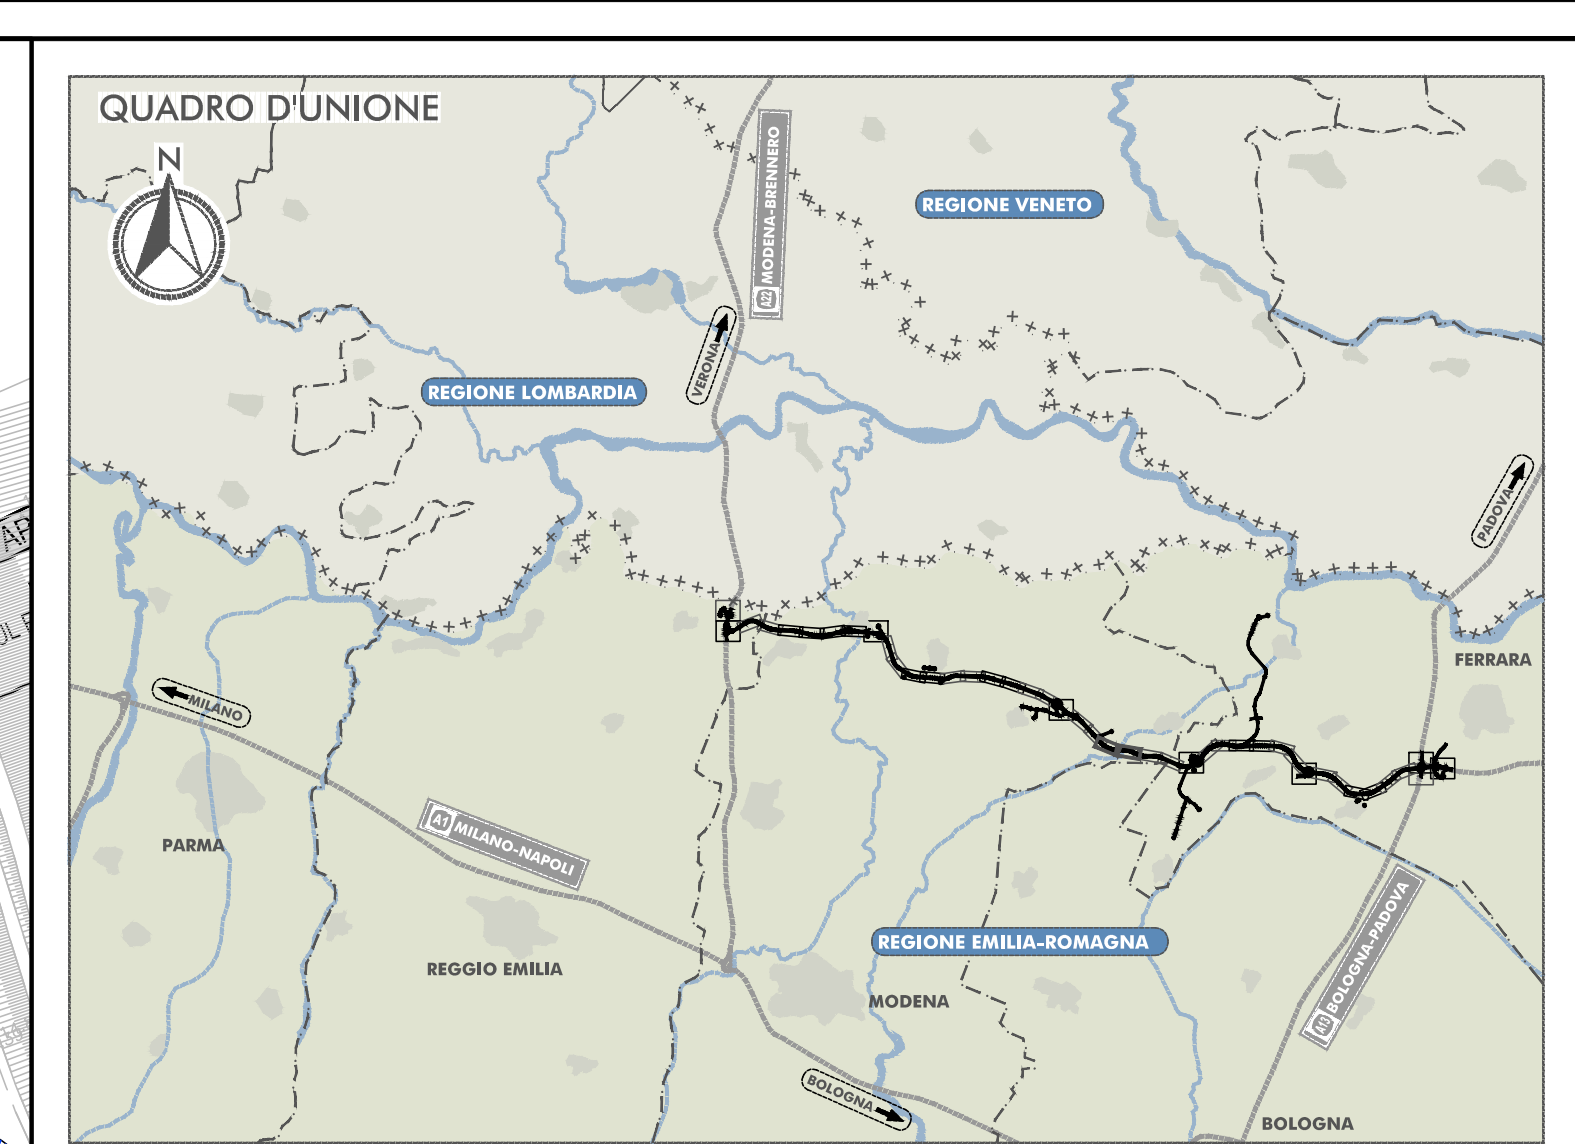 QUADRO D'UNIONE
N
A22 MODENA-BRENNERO
REGIONE VENETO
VERONA
REGIONE LOMBARDIA
PADOVA
FERRARA
MILANO
PARMA
A1 MILANO-NAPOLI
REGGIO EMILIA
REGIONE EMILIA-ROMAGNA
MODENA
A13 BOLOGNA-PADOVA
BOLOGNA
BOLOGNA